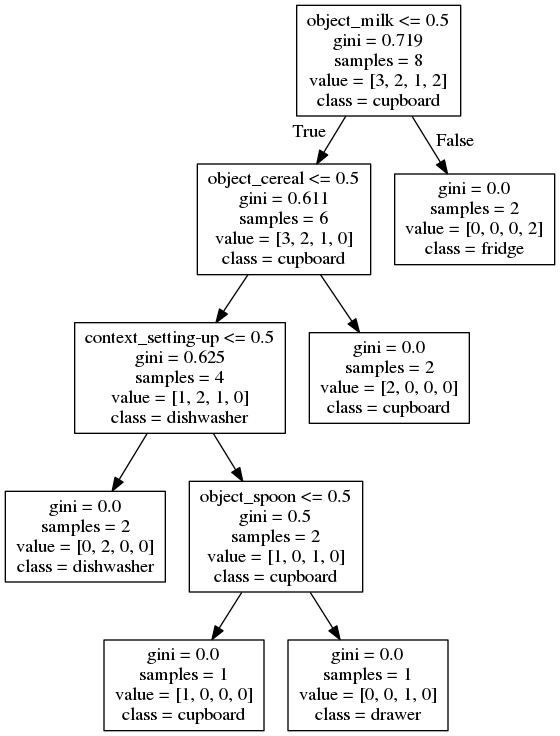 object_milk <= 0.5
gini = 0.719
samples = 8
value = [3, 2, 1, 2]
class = cupboard
True
False
object_cereal <= 0.5
gini = 0.611
samples = 6
value = [3, 2, 1, 0]
class = cupboard
gini = 0.0
samples = 2
value = [0, 0, 0, 2]
class = fridge
context_setting-up <= 0.5
gini = 0.625
samples = 4
value = [1, 2, 1, 0]
class = dishwasher
gini = 0.0
samples = 2
value = [2, 0, 0, 0]
class = cupboard
gini = 0.0
samples = 2
value = [0, 2, 0, 0]
class = dishwasher
object_spoon <= 0.5
gini = 0.5
samples = 2
value = [1, 0, 1, 0]
class = cupboard
gini = 0.0
samples = 1
value = [1, 0, 0, 0]
class = cupboard
gini = 0.0
samples = 1
value = [0, 0, 1, 0]
class = drawer